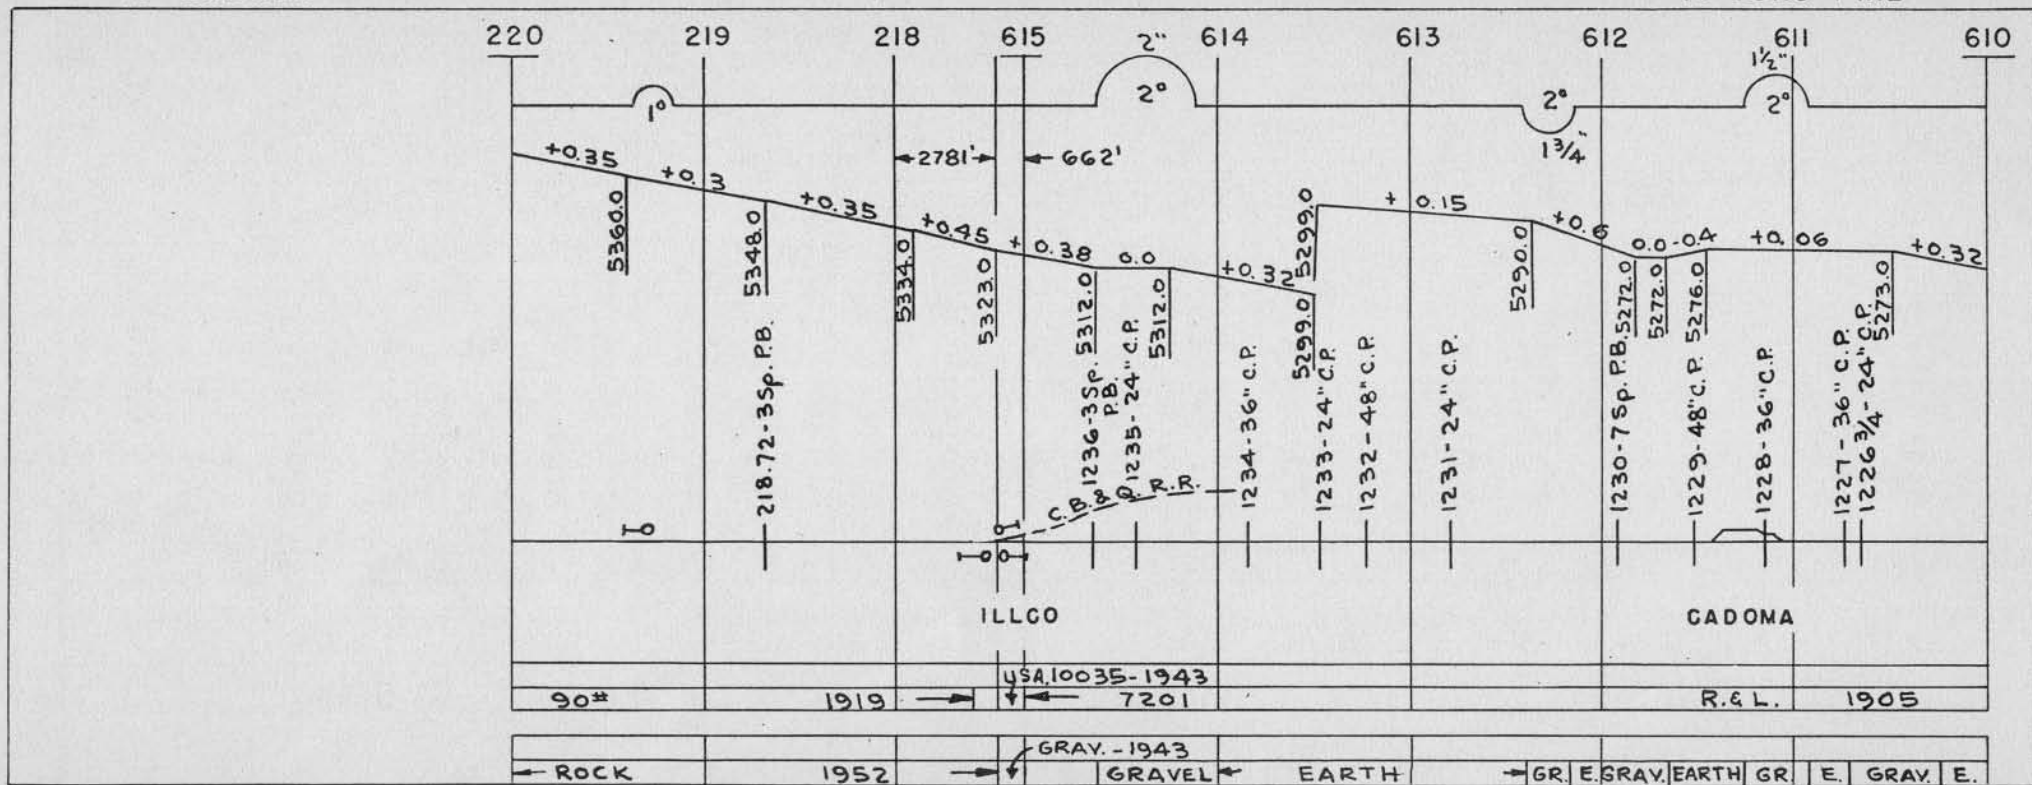 220 219 218 615 614 613 612 611 610
1° 2" 2° 2° 1 3/4" 1 1/2" 2°
+0.35 +0.3 +0.35 +0.45 +0.38 0.0 +0.32 +0.15 +0.6 0.0 -0.4 +0.06 +0.32
2781' 662'
5360.0
5348.0
5334.0
5323.0
5312.0
5312.0
5299.0
5299.0
5290.0
5272.0
5272.0
5276.0
5273.0
218.72-3Sp. P.B.
1236-3Sp.
P.B.
1235-24" C.P.
1234-36" C.P.
1233-24" C.P.
1232-48" C.P.
1231-24" C.P.
1230-7Sp. P.B.
1229-48" C.P.
1228-36" C.P.
1227-36" C.P.
1226 3/4-24" C.P.
C.B.& Q. R.R.
ILLCO CADOMA
USA.10035-1943
90# 1919 7201 R.& L. 1905
GRAV.-1943
ROCK 1952 GRAVEL EARTH GR. E. GRAV. EARTH GR. E. GRAV. E.